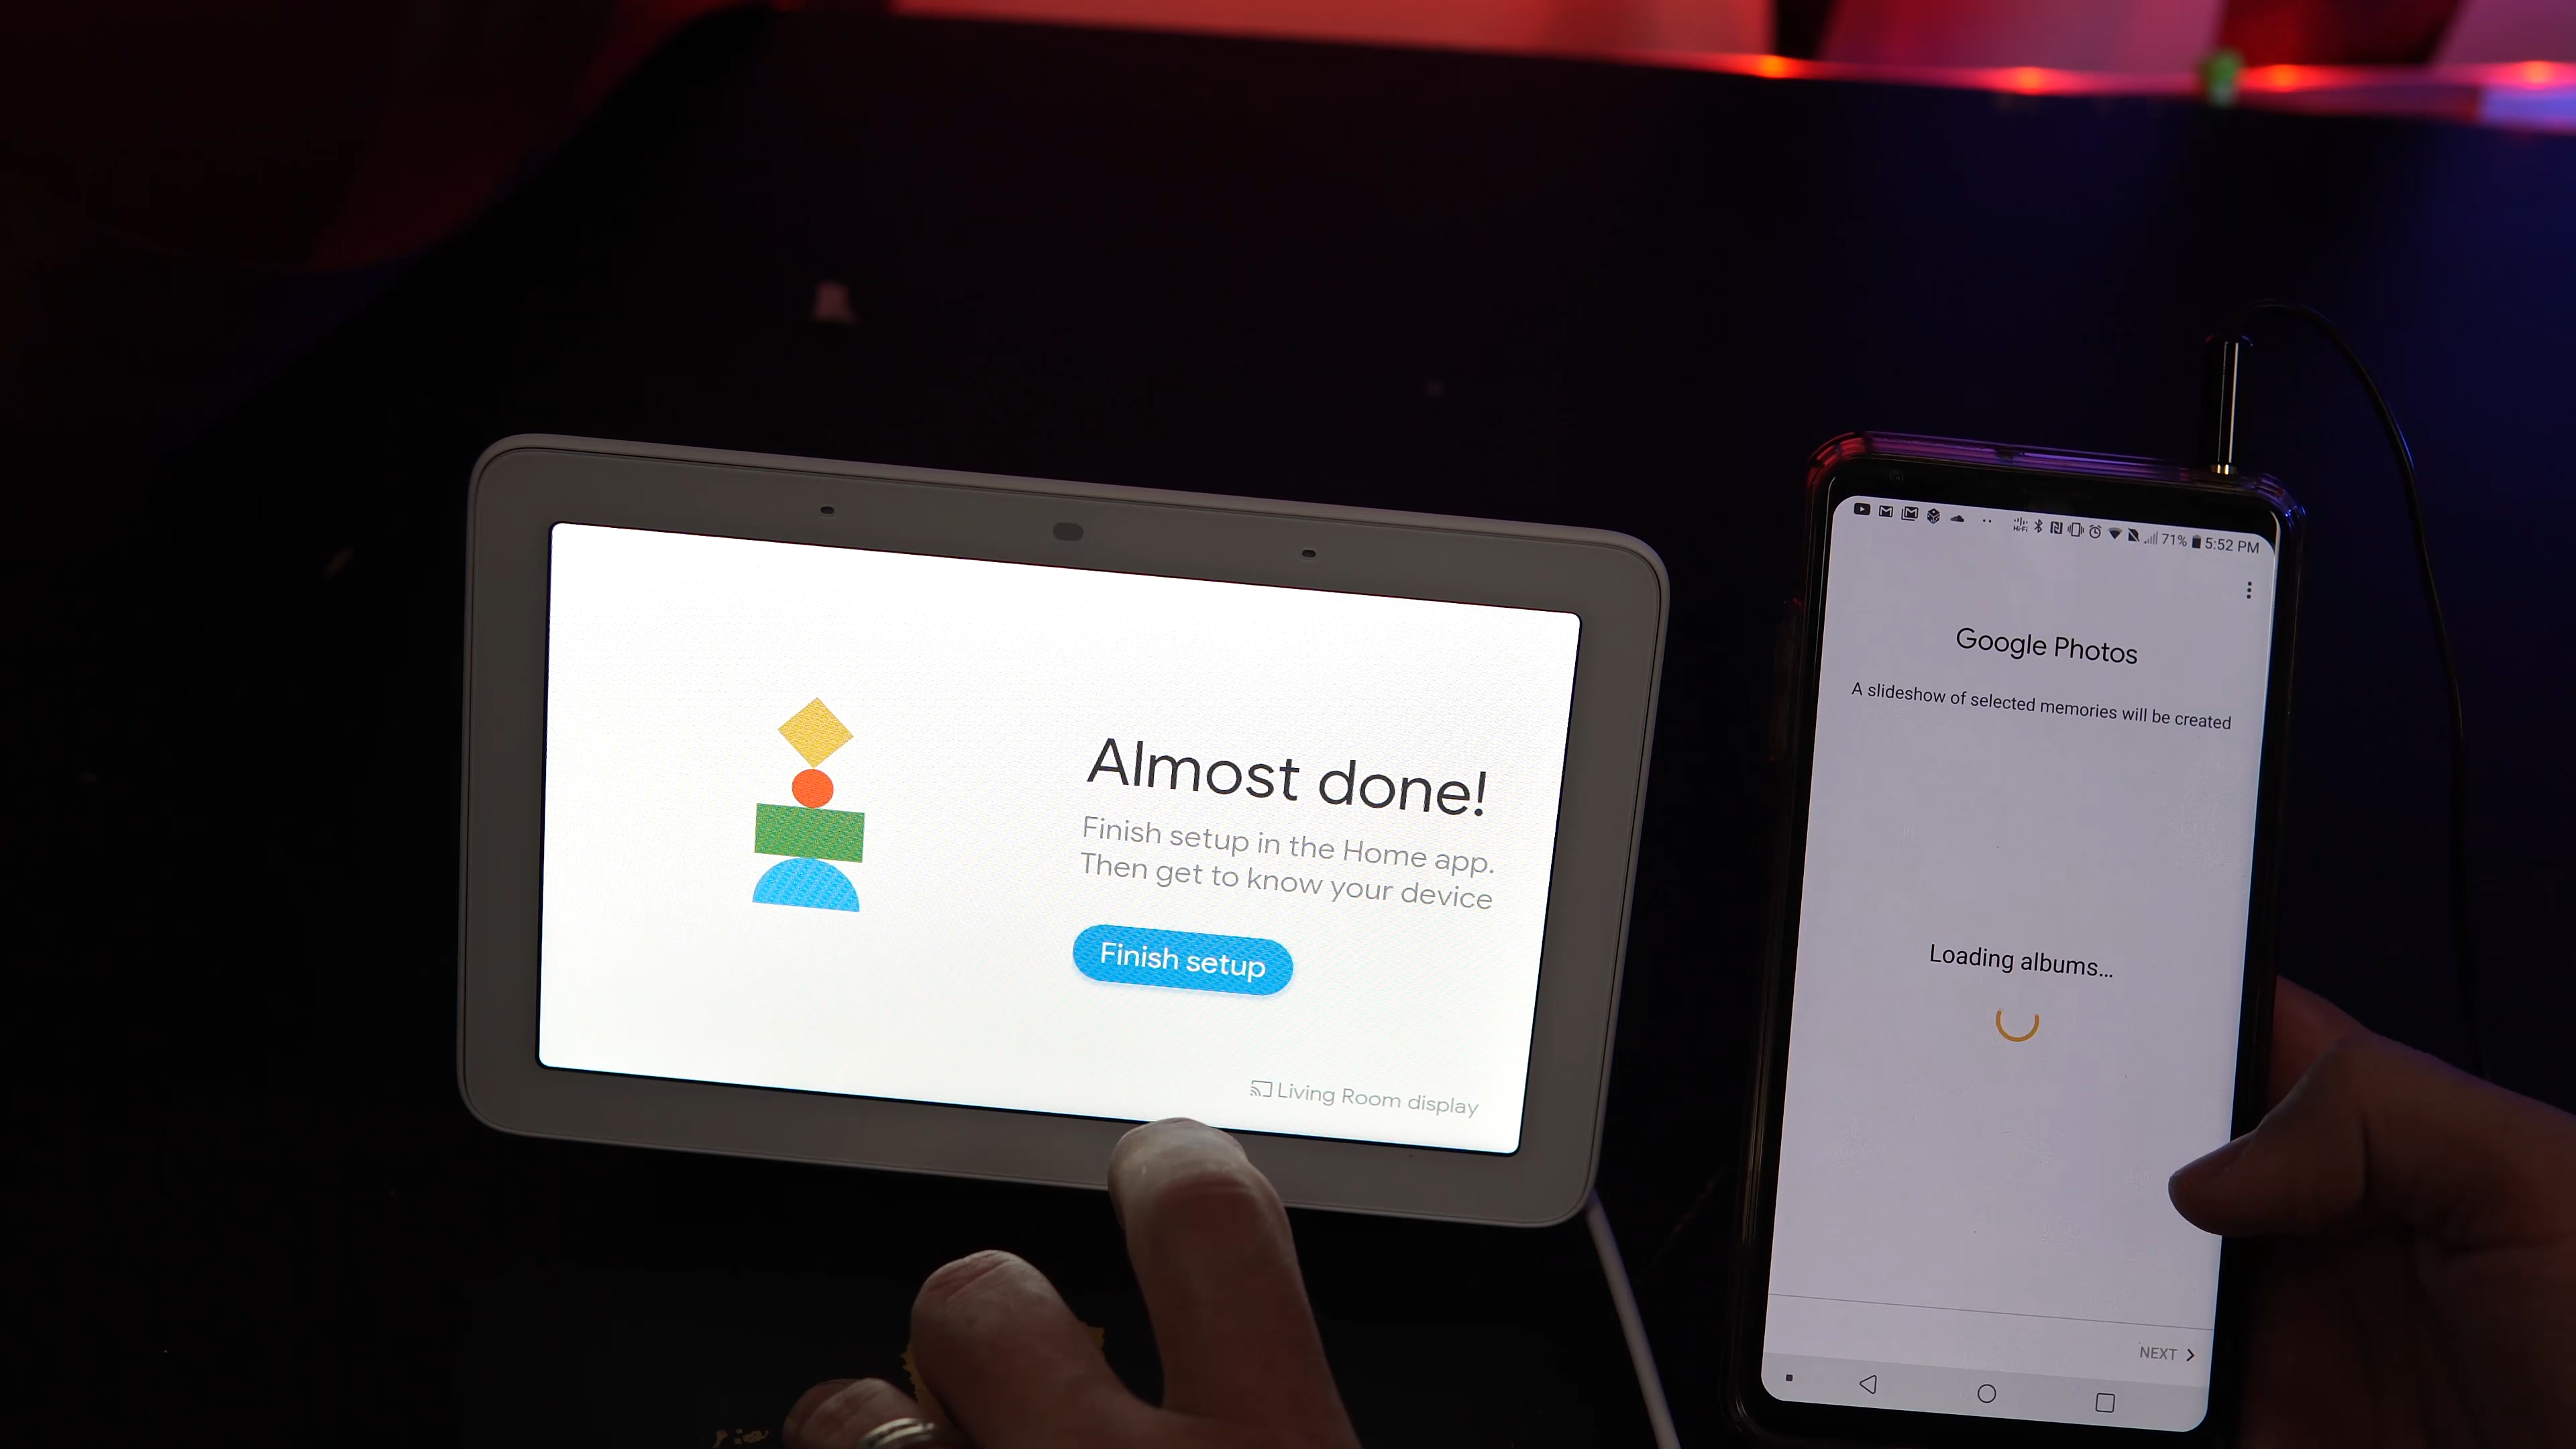 Almost done!
Finish setup in the Home app.
Then get to know your device
Finish setup
Living Room display
71% 5:52 PM
Google Photos
A slideshow of selected memories will be created
Loading albums...
NEXT